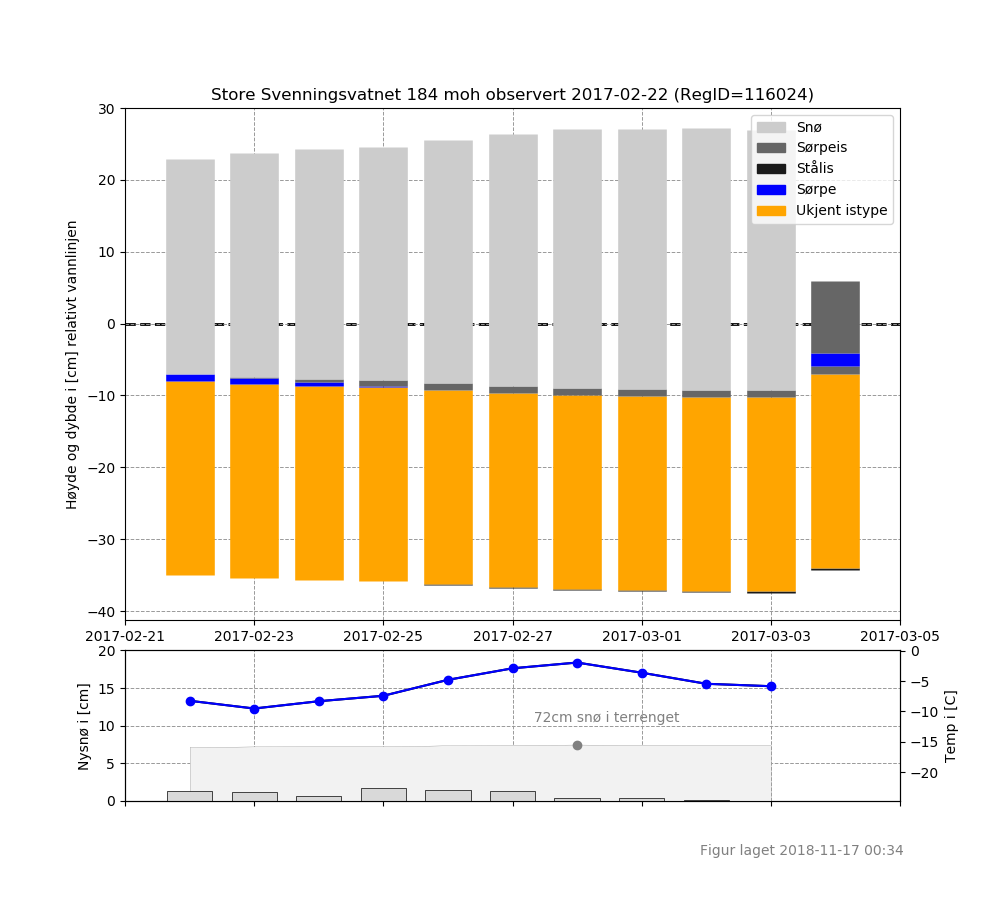 Store Svenningsvatnet 184 moh observert 2017-02-22 (RegID=116024)
Høyde og dybde i [cm] relativt vannlinjen
30
20
10
0
−10
−20
−30
−40
Snø
Sørpeis
Stålis
Sørpe
Ukjent istype
2017-02-21 2017-02-23 2017-02-25 2017-02-27 2017-03-01 2017-03-03 2017-03-05
Nysnø i [cm]
20
15
10
5
0
72cm snø i terrenget
0
−5
−10
−15
−20
Temp i [C]
Figur laget 2018-11-17 00:34